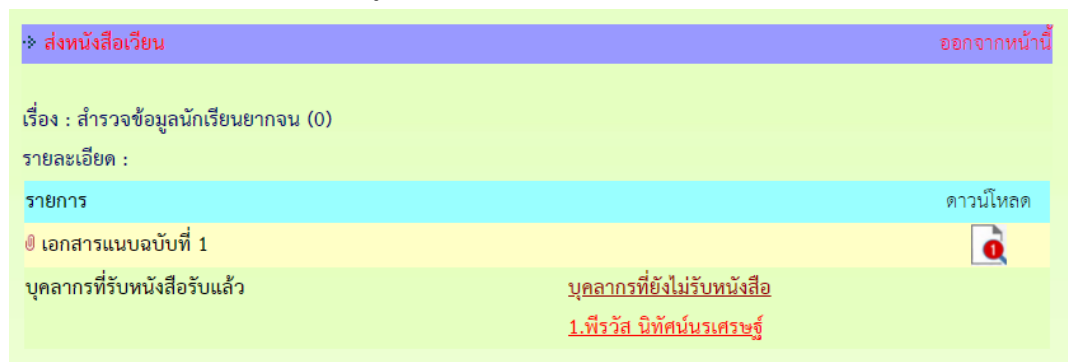 ส่งหนังสือเวียน ออกจากหน้านี้
เรื่อง : สำรวจข้อมูลนักเรียนยากจน (0)
รายละเอียด :
รายการ ดาวน์โหลด
เอกสารแนบฉบับที่ 1 1
บุคลากรที่รับหนังสือรับแล้ว บุคลากรที่ยังไม่รับหนังสือ
1.พีรวัส นิทัศน์นรเศรษฐ์